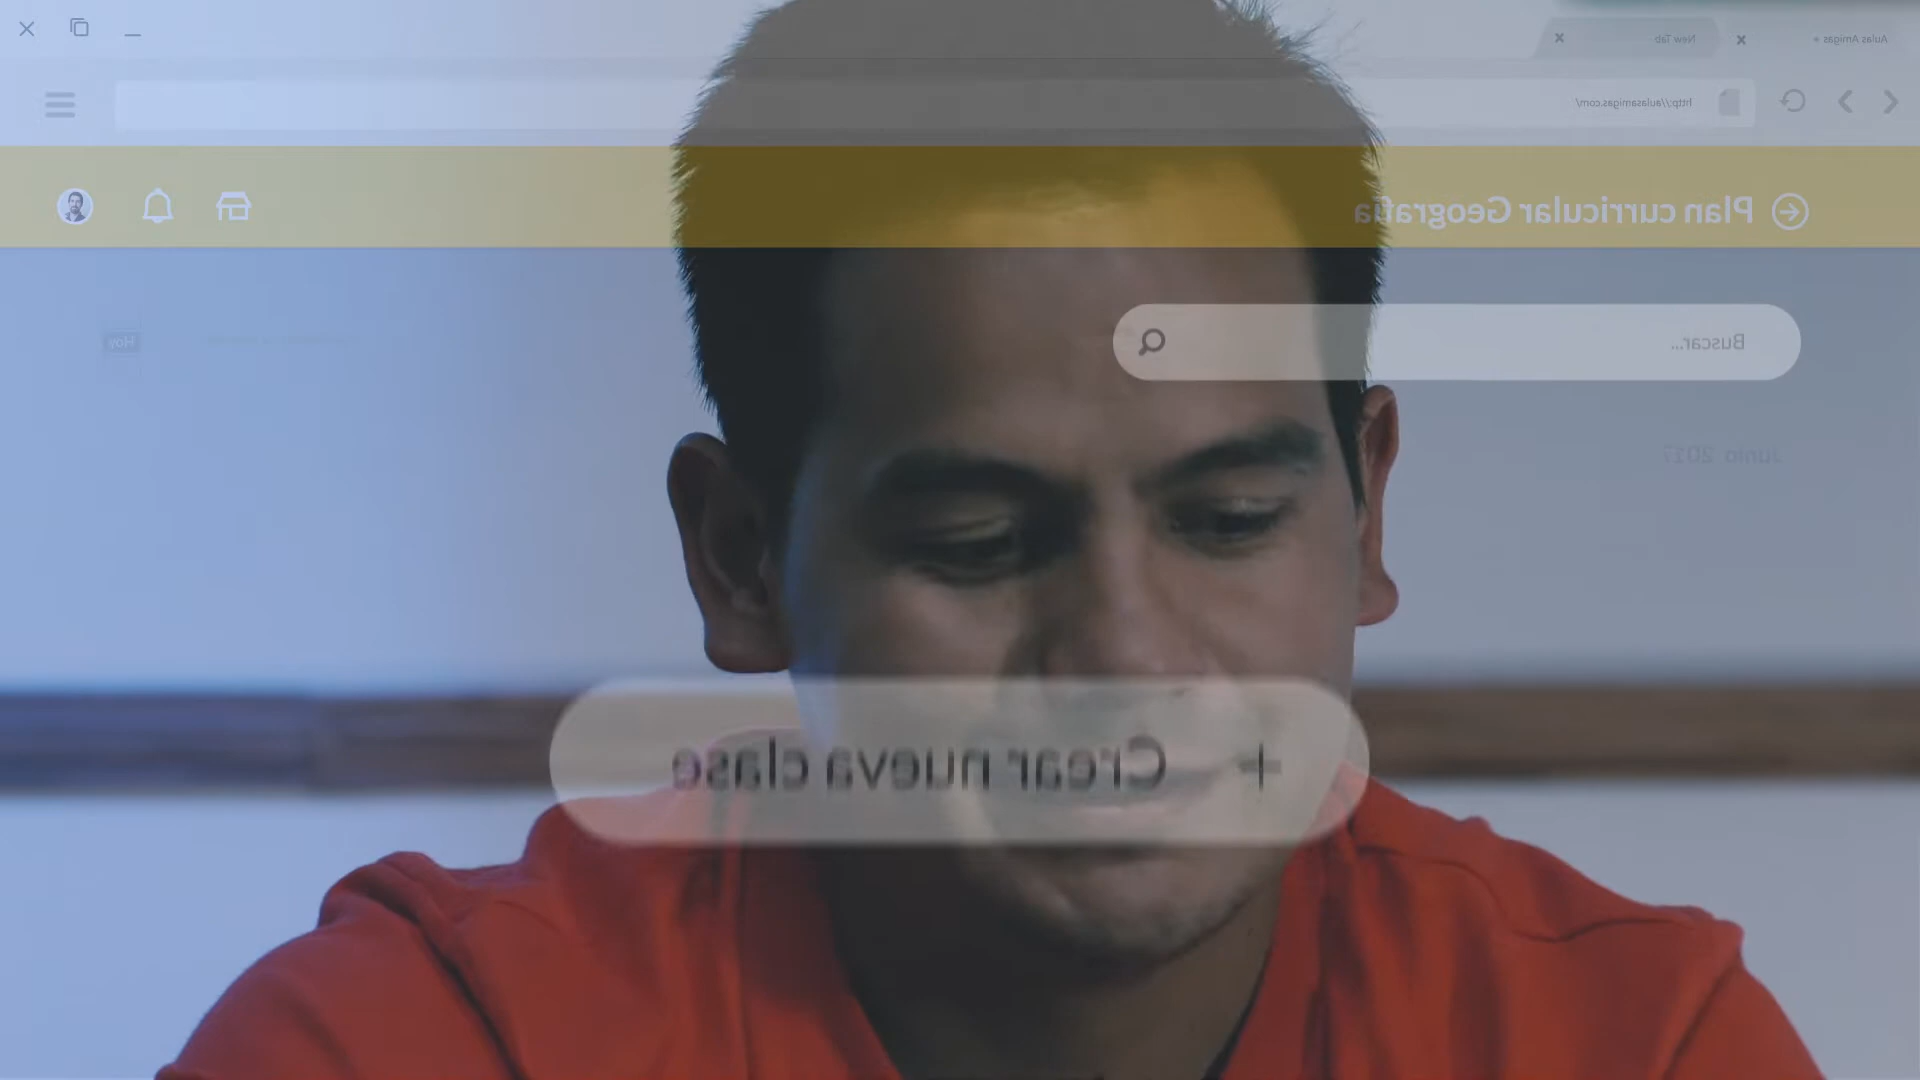 Aulas Amigas
New Tab
http://aulasamigas.com/
Plan curricular Geografía
Buscar...
Hoy
Junio 2017
+ Crear nueva clase